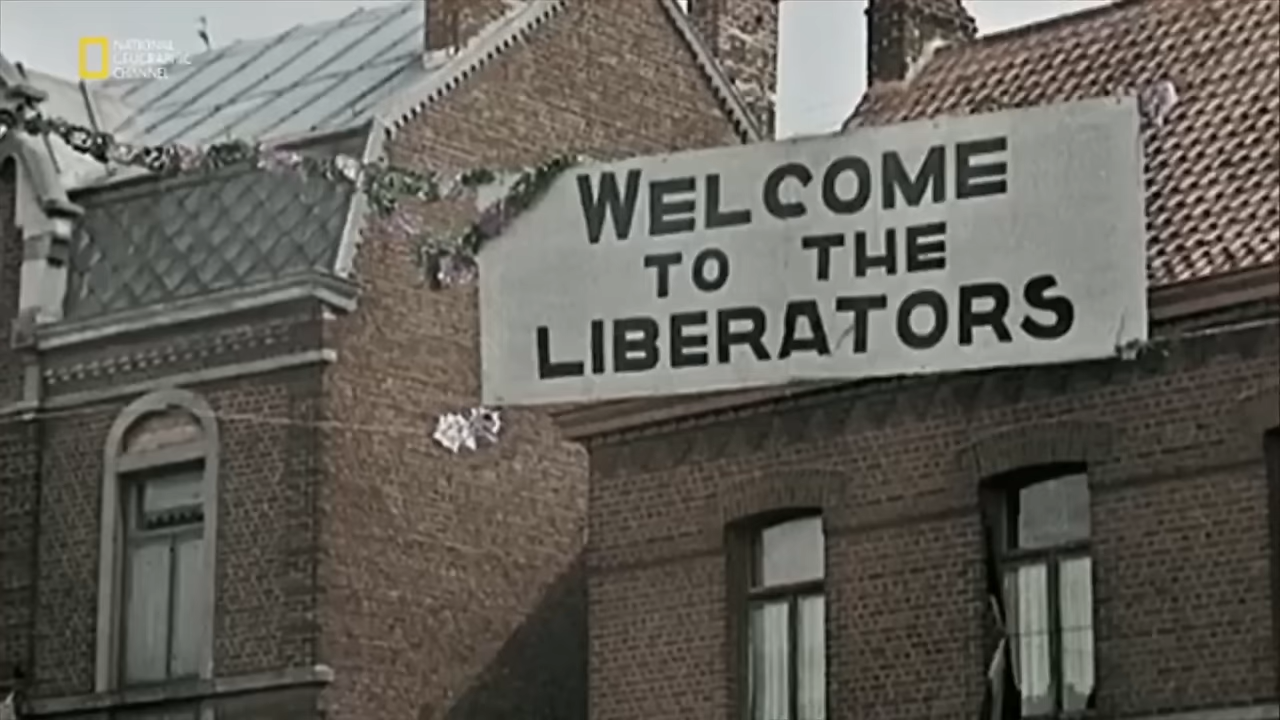 NATIONAL
GEOGRAPHIC
CHANNEL
WELCOME
TO THE
LIBERATORS